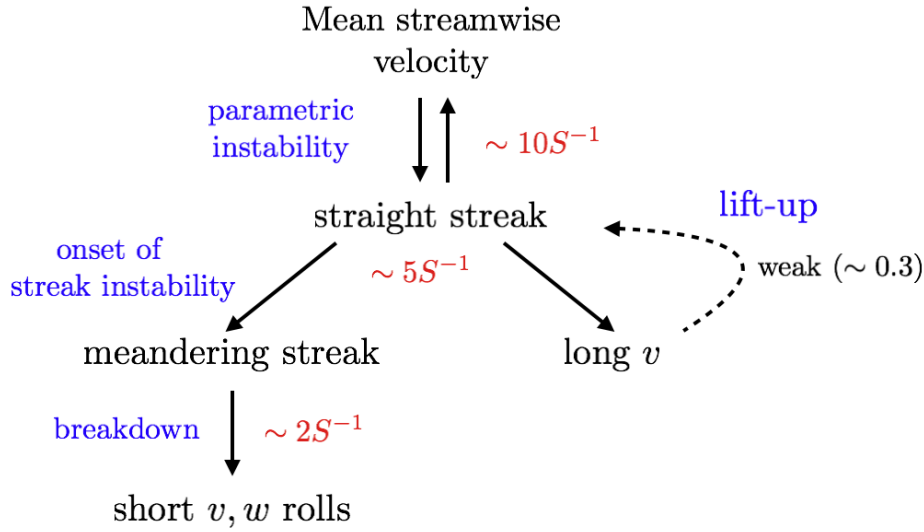 Mean streamwise
velocity
parametric
instability
∼ 10S⁻¹
straight streak
lift-up
onset of
streak instability
∼ 5S⁻¹
weak (∼ 0.3)
meandering streak
long v
breakdown
∼ 2S⁻¹
short v, w rolls